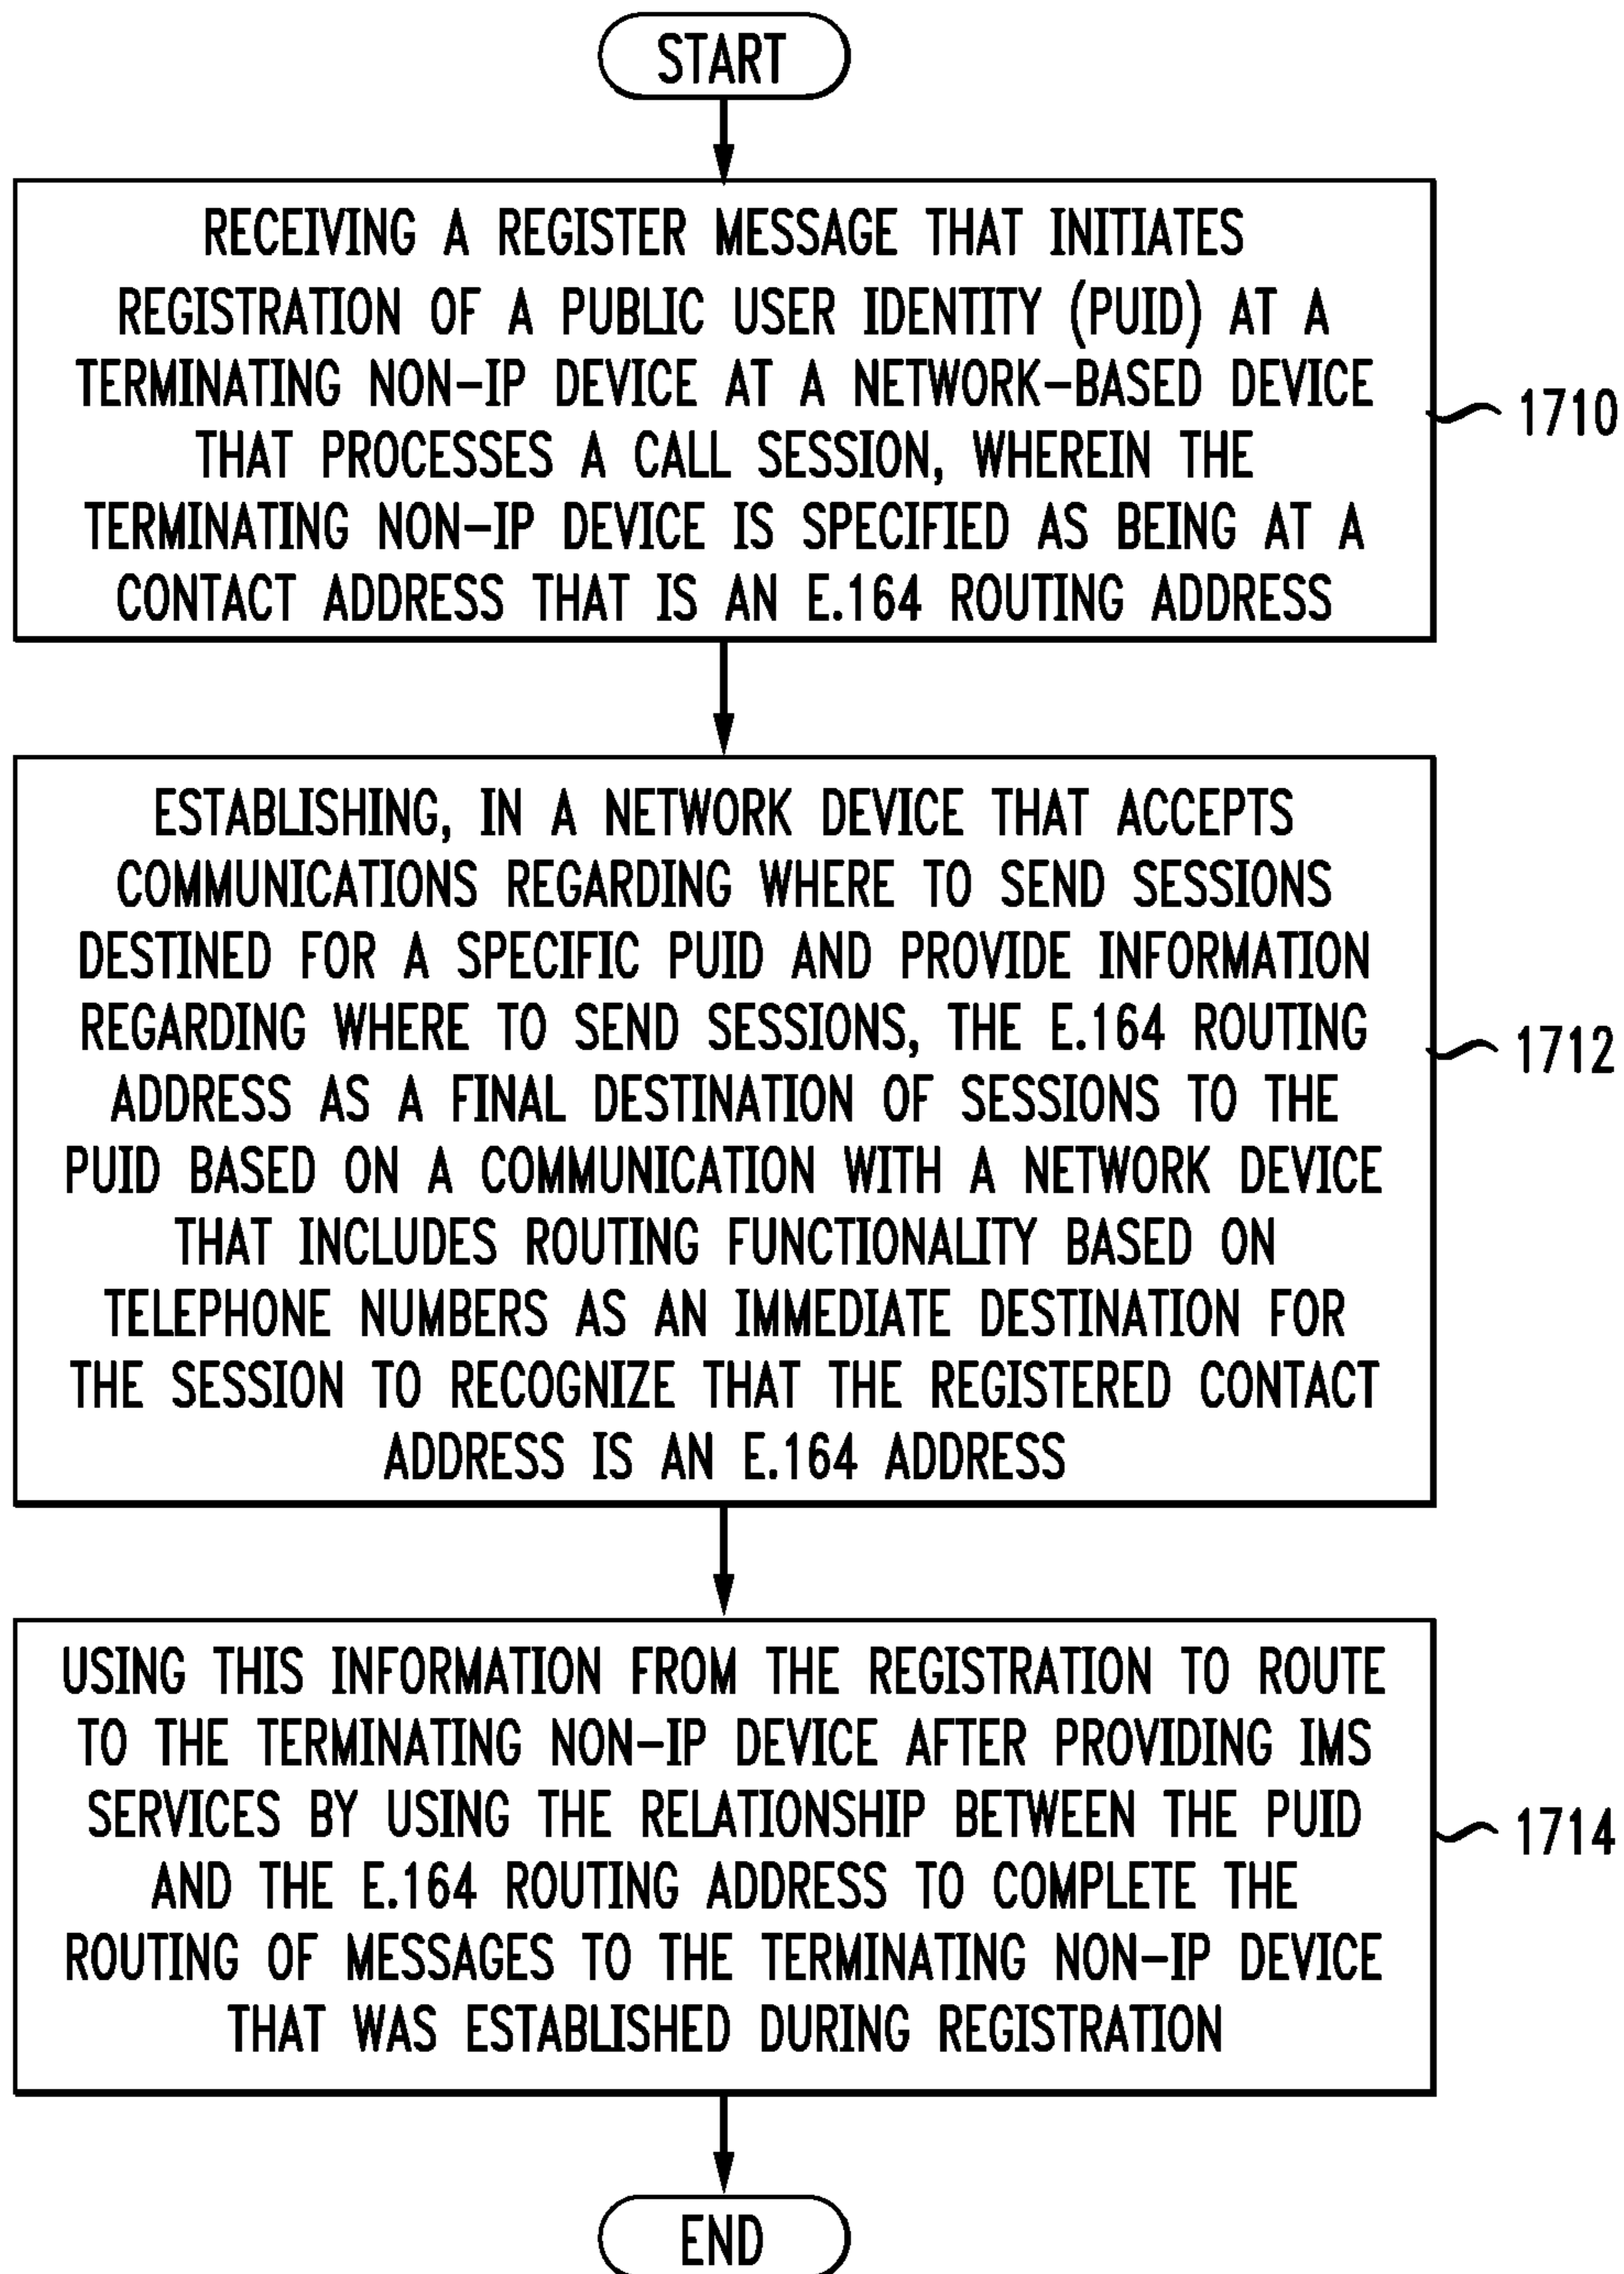 START
RECEIVING A REGISTER MESSAGE THAT INITIATES
REGISTRATION OF A PUBLIC USER IDENTITY (PUID) AT A
TERMINATING NON-IP DEVICE AT A NETWORK-BASED DEVICE
THAT PROCESSES A CALL SESSION, WHEREIN THE
TERMINATING NON-IP DEVICE IS SPECIFIED AS BEING AT A
CONTACT ADDRESS THAT IS AN E.164 ROUTING ADDRESS
1710
ESTABLISHING, IN A NETWORK DEVICE THAT ACCEPTS
COMMUNICATIONS REGARDING WHERE TO SEND SESSIONS
DESTINED FOR A SPECIFIC PUID AND PROVIDE INFORMATION
REGARDING WHERE TO SEND SESSIONS, THE E.164 ROUTING
ADDRESS AS A FINAL DESTINATION OF SESSIONS TO THE
PUID BASED ON A COMMUNICATION WITH A NETWORK DEVICE
THAT INCLUDES ROUTING FUNCTIONALITY BASED ON
TELEPHONE NUMBERS AS AN IMMEDIATE DESTINATION FOR
THE SESSION TO RECOGNIZE THAT THE REGISTERED CONTACT
ADDRESS IS AN E.164 ADDRESS
1712
USING THIS INFORMATION FROM THE REGISTRATION TO ROUTE
TO THE TERMINATING NON-IP DEVICE AFTER PROVIDING IMS
SERVICES BY USING THE RELATIONSHIP BETWEEN THE PUID
AND THE E.164 ROUTING ADDRESS TO COMPLETE THE
ROUTING OF MESSAGES TO THE TERMINATING NON-IP DEVICE
THAT WAS ESTABLISHED DURING REGISTRATION
1714
END